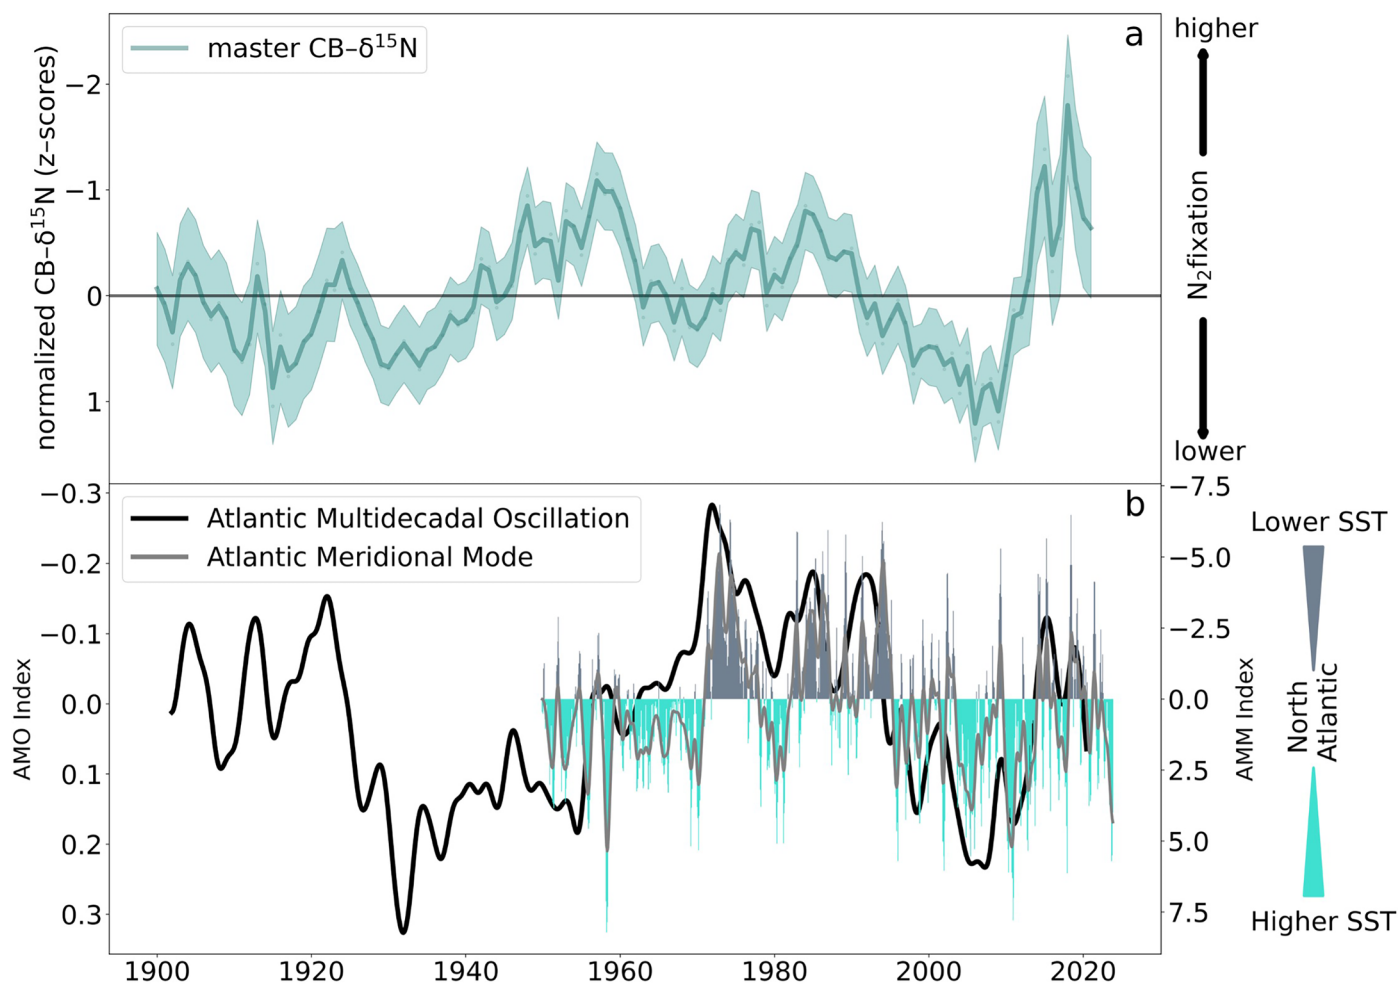 master CB–δ¹⁵N
a
higher
N₂fixation
lower
normalized CB–δ¹⁵N (z–scores)
−2
−1
0
1
b
Atlantic Multidecadal Oscillation
Atlantic Meridional Mode
AMO Index
−0.3
−0.2
−0.1
0.0
0.1
0.2
0.3
−7.5
−5.0
−2.5
0.0
2.5
5.0
7.5
AMM Index
Lower SST
North
Atlantic
Higher SST
1900 1920 1940 1960 1980 2000 2020